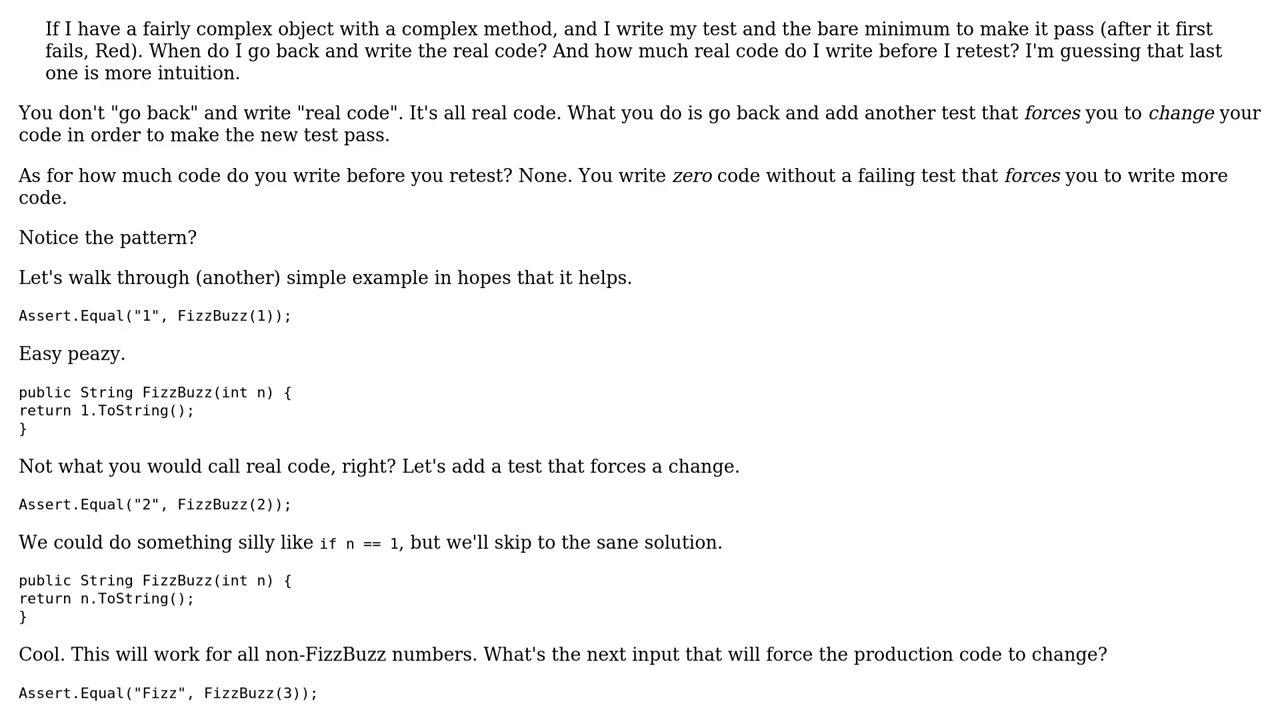 If I have a fairly complex object with a complex method, and I write my test and the bare minimum to make it pass (after it first
fails, Red). When do I go back and write the real code? And how much real code do I write before I retest? I'm guessing that last
one is more intuition.
You don't "go back" and write "real code". It's all real code. What you do is go back and add another test that forces you to change your
code in order to make the new test pass.
As for how much code do you write before you retest? None. You write zero code without a failing test that forces you to write more
code.
Notice the pattern?
Let's walk through (another) simple example in hopes that it helps.
Assert.Equal("1", FizzBuzz(1));
Easy peazy.
public String FizzBuzz(int n) {
return 1.ToString();
}
Not what you would call real code, right? Let's add a test that forces a change.
Assert.Equal("2", FizzBuzz(2));
We could do something silly like if n == 1, but we'll skip to the sane solution.
public String FizzBuzz(int n) {
return n.ToString();
}
Cool. This will work for all non-FizzBuzz numbers. What's the next input that will force the production code to change?
Assert.Equal("Fizz", FizzBuzz(3));